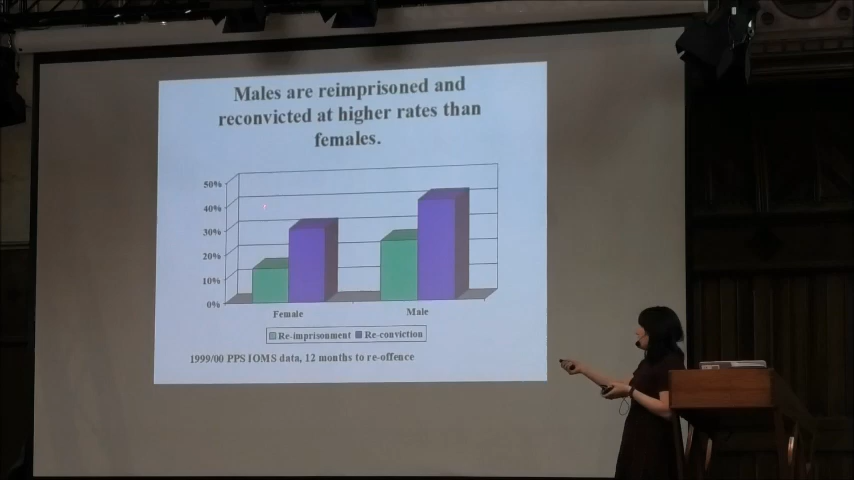 Males are reimprisoned and
reconvicted at higher rates than
females.
50%
40%
30%
20%
10%
0%
Female Male
Re-imprisonment Re-conviction
1999/00 PPS IOMS data, 12 months to re-offence